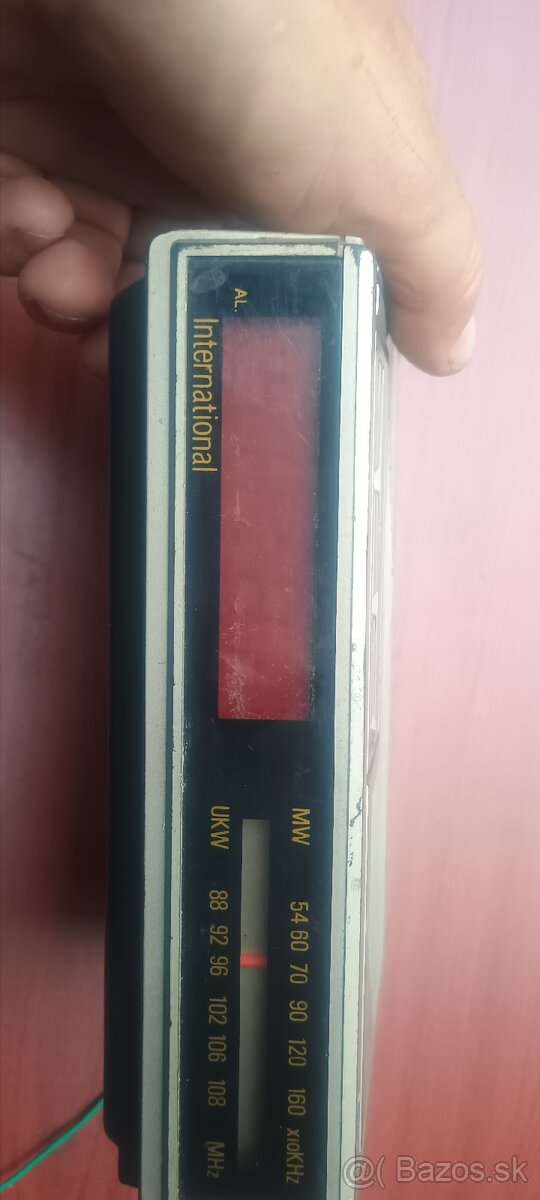 AL.
International
MW 54 60 70 90 120 160 x10KHz
UKW 88 92 96 102 106 108 MHz
@( Bazos.sk